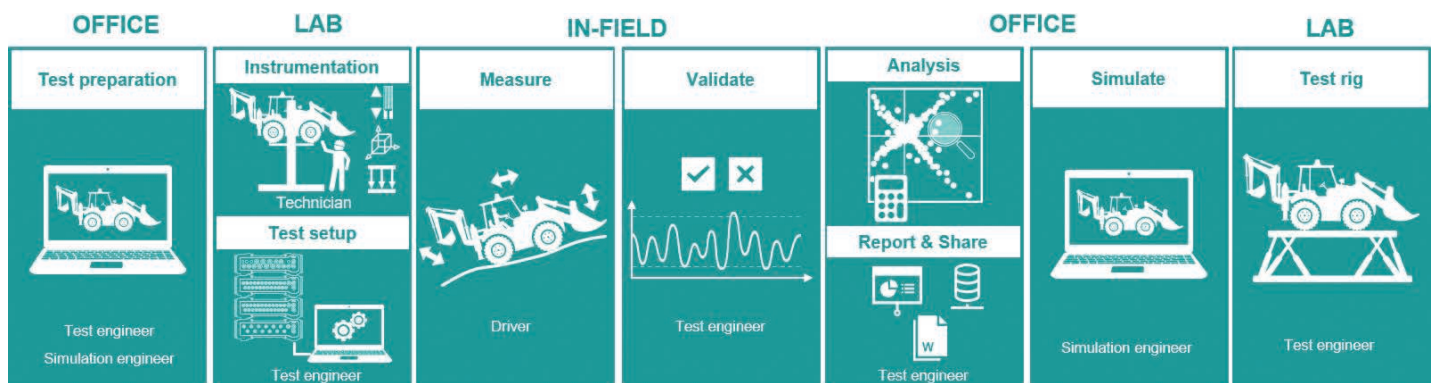 OFFICE
LAB
IN-FIELD
OFFICE
LAB
Test preparation
Test engineer
Simulation engineer
Instrumentation
Technician
Test setup
Test engineer
Measure
Driver
Validate
Test engineer
Analysis
Report & Share
W
Test engineer
Simulate
Simulation engineer
Test rig
Test engineer